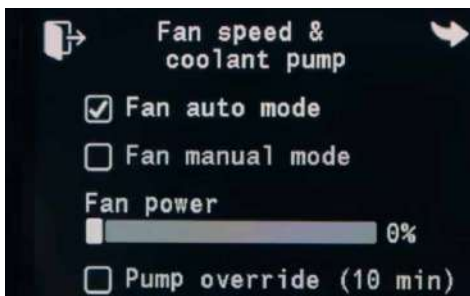 Fan speed &
coolant pump
Fan auto mode
Fan manual mode
Fan power
0%
Pump override (10 min)